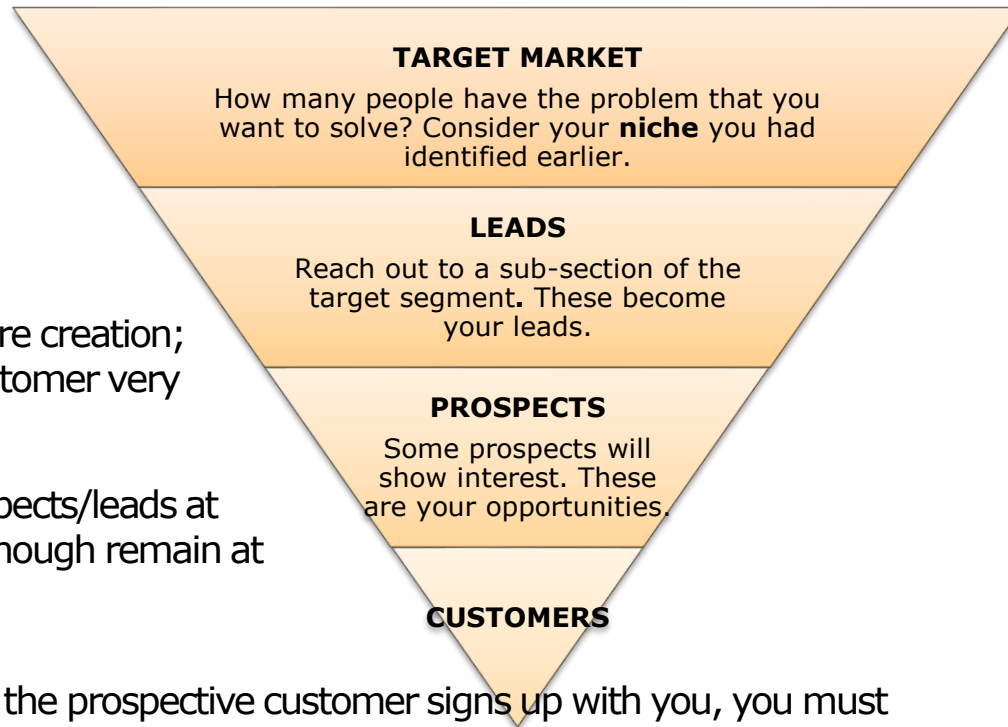 TARGET MARKET
How many people have the problem that you
want to solve? Consider your niche you had
identified earlier.
LEADS
Reach out to a sub-section of the
target segment. These become
your leads.
re creation;
tomer very
PROSPECTS
Some prospects will
show interest. These
are your opportunities.
pects/leads at
nough remain at
CUSTOMERS
the prospective customer signs up with you, you must